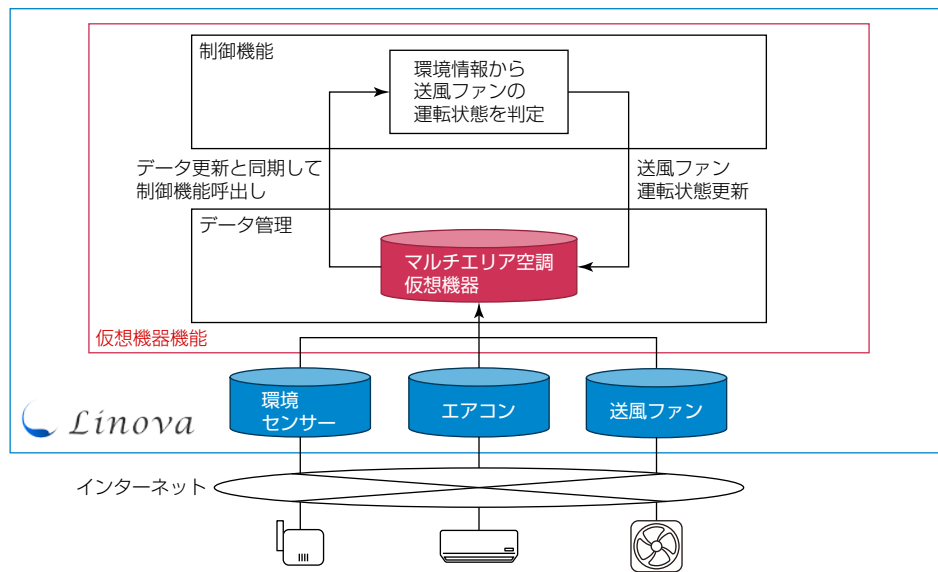 制御機能
環境情報から
送風ファンの
運転状態を判定
データ更新と同期して
制御機能呼出し
送風ファン
運転状態更新
データ管理
マルチエリア空調
仮想機器
仮想機器機能
環境
センサー
エアコン
送風ファン
Linova
インターネット